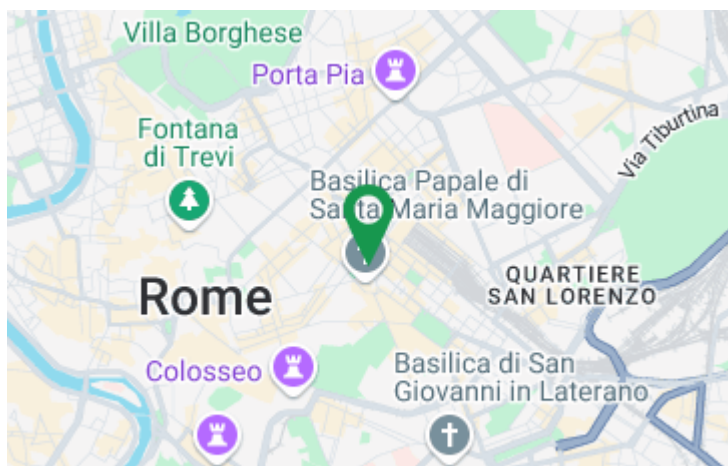 Villa Borghese
Porta Pia
Fontana
di Trevi
Via Tiburtina
Basilica Papale di
Santa Maria Maggiore
Rome
QUARTIERE
SAN LORENZO
Colosseo
Basilica di San
Giovanni in Laterano